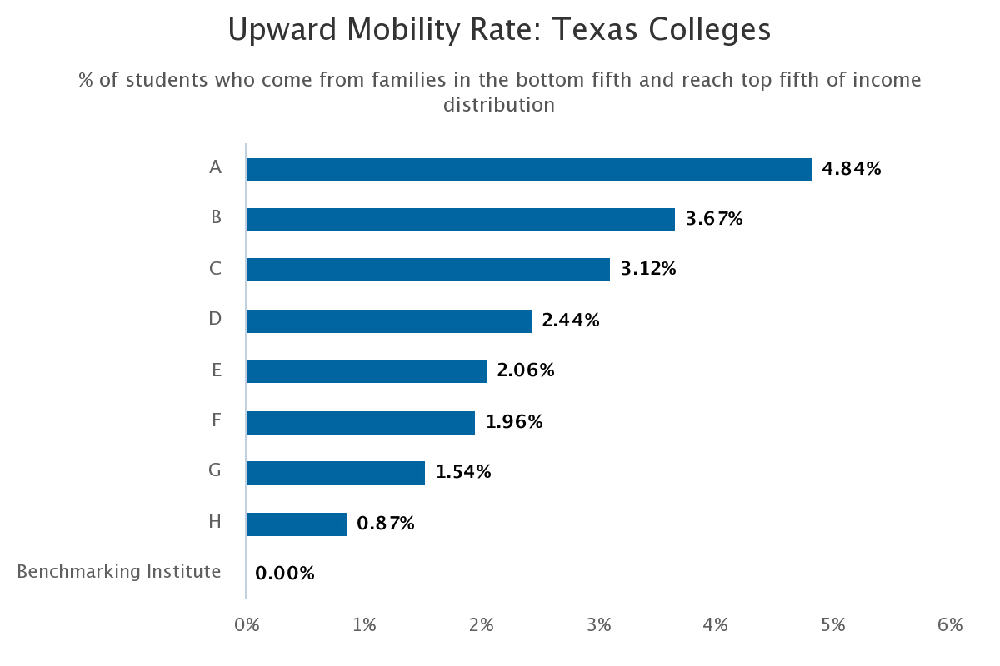 Upward Mobility Rate: Texas Colleges
% of students who come from families in the bottom fifth and reach top fifth of income
distribution
A 4.84%
B 3.67%
C 3.12%
D 2.44%
E 2.06%
F 1.96%
G 1.54%
H 0.87%
Benchmarking Institute 0.00%
0% 1% 2% 3% 4% 5% 6%